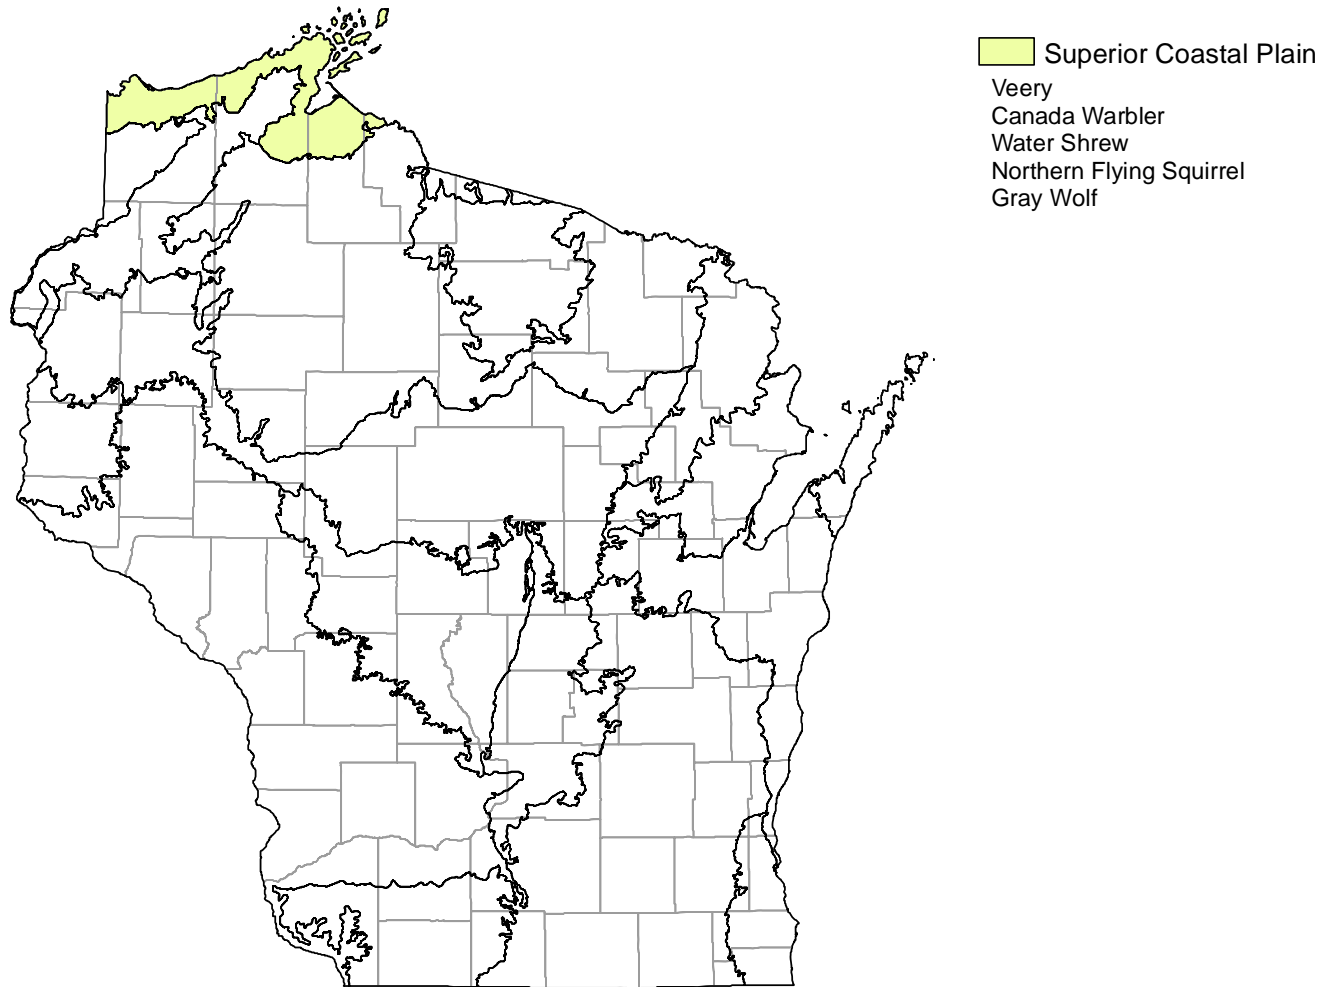 Superior Coastal Plain
Veery
Canada Warbler
Water Shrew
Northern Flying Squirrel
Gray Wolf